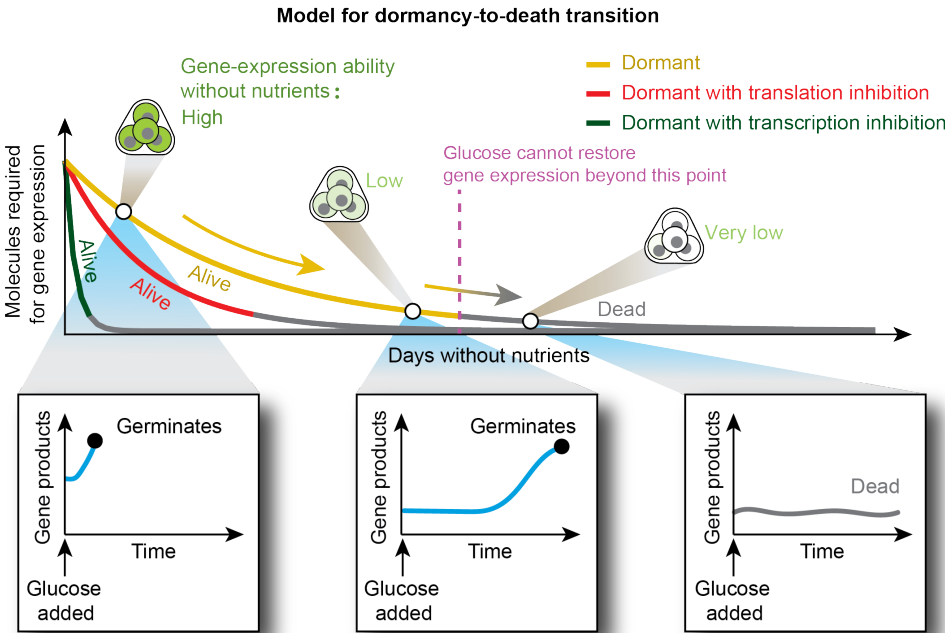 Model for dormancy-to-death transition
Gene-expression ability
without nutrients:
High
Dormant
Dormant with translation inhibition
Dormant with transcription inhibition
Molecules required
for gene expression
Low
Glucose cannot restore
gene expression beyond this point
Very low
Alive
Alive
Alive
Dead
Days without nutrients
Gene products
Germinates
Time
Glucose
added
Gene products
Germinates
Time
Glucose
added
Gene products
Dead
Time
Glucose
added